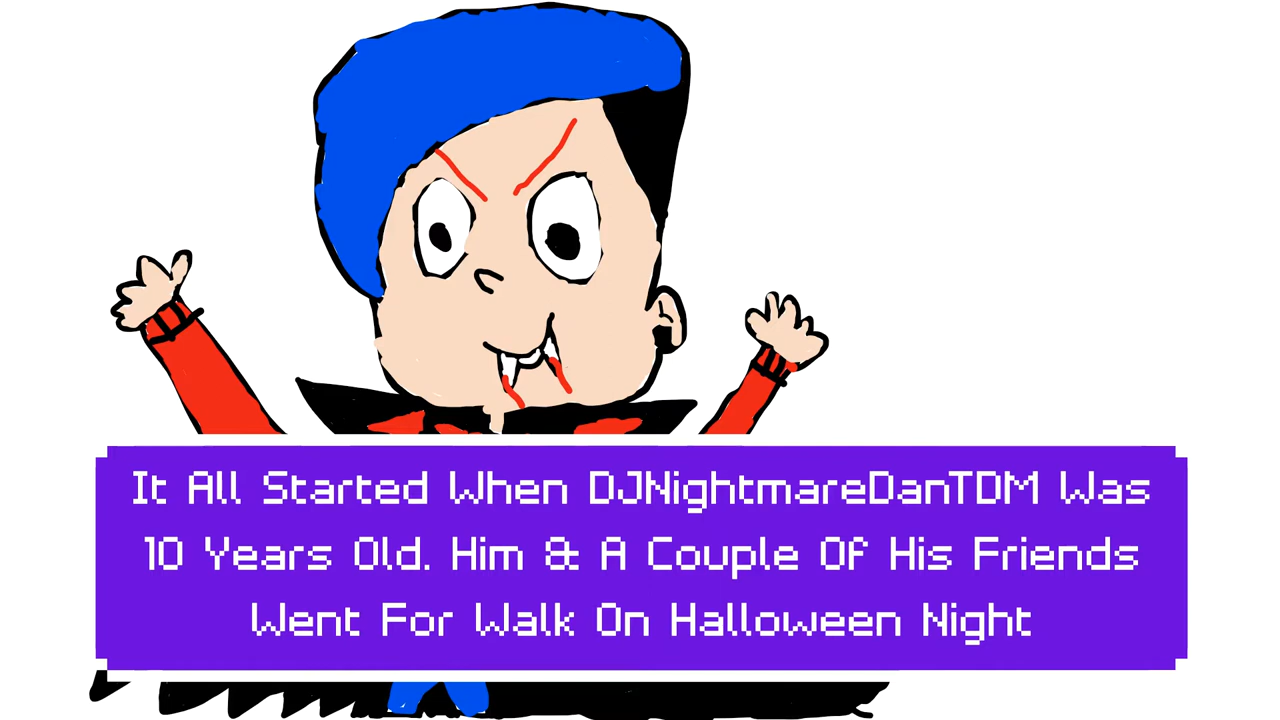 It All Started When DJNightmareDanTDM Was
10 Years Old. Him & A Couple Of His Friends
Went For Walk On Halloween Night